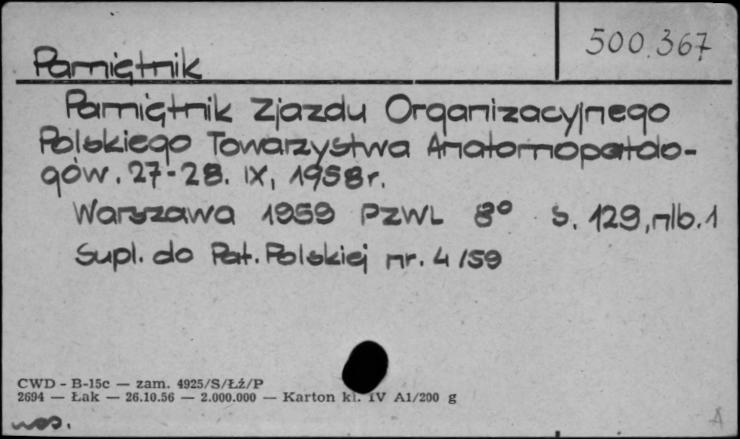 500.367
Pamiętnik
Pamiętnik Zjazdu Organizacyjnego
Polskiego Towarzystwa Anatomopatolo-
gów. 27-28. IX, 1958r.
Warszawa 1959 PZWL 8° s. 129, nlb. 1
Supl. do Pat. Polskiej nr. 4/59
CWD - B-15c — zam. 4925/S/Łź/P
2694 — Łak — 26.10.56 — 2.000.000 — Karton kl. IV A1/200 g
A